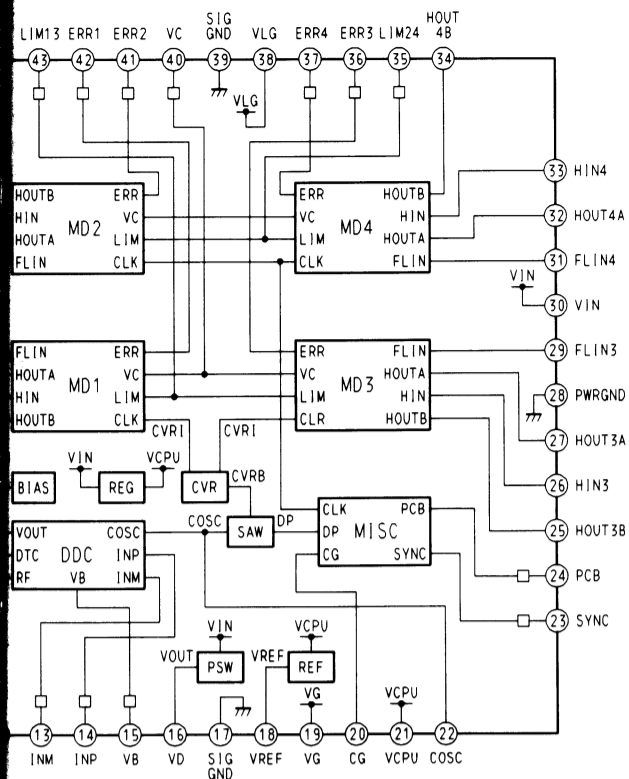 SIG
HOUT
LIM13 ERR1 ERR2 VC GND VLG ERR4 ERR3 LIM24 4B
43 42 41 40 39 38 37 36 35 34
VLG
33 HIN4
HOUTB ERR
HIN VC
HOUTA LIM
FLIN CLK
MD2
ERR HOUTB
VC HIN
LIM HOUTA
CLK FLIN
MD4
32 HOUT4A
31 FLIN4
VIN
30 VIN
FLIN ERR
HOUTA VC
HIN LIM
HOUTB CLK
MD1
ERR FLIN
VC HOUTA
LIM HIN
CLR HOUTB
MD3
29 FLIN3
28 PWRGND
27 HOUT3A
26 HIN3
25 HOUT3B
24 PCB
23 SYNC
CVRI CVRI
VIN VCPU
BIAS REG CVR CVRB
COSC SAW DP
CLK PCB
DP MISC
CG SYNC
VOUT COSC
DTC DDC INP
RF VB INM
VIN VCPU
VOUT PSW VREF REF
VG VCPU
13 14 15 16 17 18 19 20 21 22
INM INP VB VD SIG VREF VG CG VCPU COSC
GND